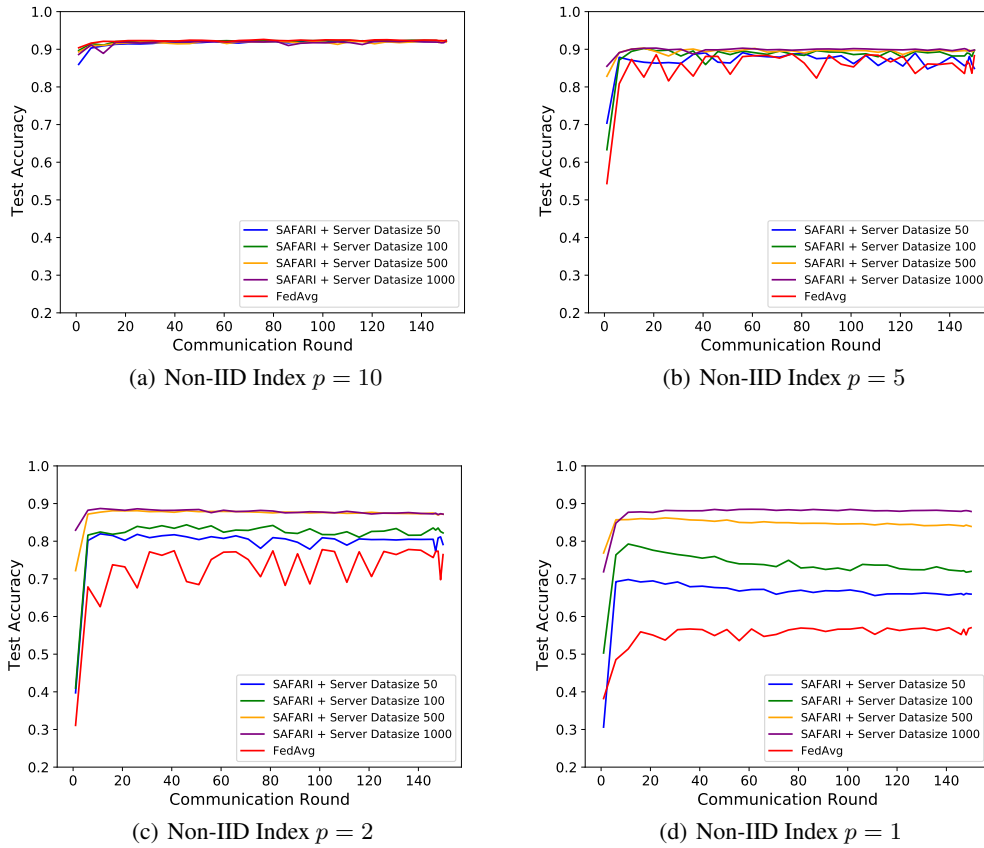 1.0
0.9
0.8
0.7
0.6
0.5
0.4
0.3
0.2
Test Accuracy
0 20 40 60 80 100 120 140
Communication Round
SAFARI + Server Datasize 50
SAFARI + Server Datasize 100
SAFARI + Server Datasize 500
SAFARI + Server Datasize 1000
FedAvg
(a) Non-IID Index p = 10
1.0
0.9
0.8
0.7
0.6
0.5
0.4
0.3
0.2
Test Accuracy
0 20 40 60 80 100 120 140
Communication Round
SAFARI + Server Datasize 50
SAFARI + Server Datasize 100
SAFARI + Server Datasize 500
SAFARI + Server Datasize 1000
FedAvg
(b) Non-IID Index p = 5
1.0
0.9
0.8
0.7
0.6
0.5
0.4
0.3
0.2
Test Accuracy
0 20 40 60 80 100 120 140
Communication Round
SAFARI + Server Datasize 50
SAFARI + Server Datasize 100
SAFARI + Server Datasize 500
SAFARI + Server Datasize 1000
FedAvg
(c) Non-IID Index p = 2
1.0
0.9
0.8
0.7
0.6
0.5
0.4
0.3
0.2
Test Accuracy
0 20 40 60 80 100 120 140
Communication Round
SAFARI + Server Datasize 50
SAFARI + Server Datasize 100
SAFARI + Server Datasize 500
SAFARI + Server Datasize 1000
FedAvg
(d) Non-IID Index p = 1